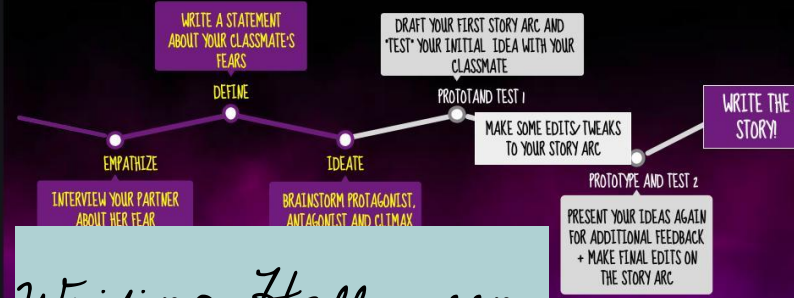 WRITE A STATEMENT
ABOUT YOUR CLASSMATE'S
FEARS
DEFINE
EMPATHIZE
INTERVIEW YOUR PARTNER
ABOUT HER FEAR
IDEATE
BRAINSTORM PROTAGONIST,
ANTAGONIST AND CLIMAX
DRAFT YOUR FIRST STORY ARC AND
"TEST" YOUR INITIAL IDEA WITH YOUR
CLASSMATE
PROTOTAND TEST 1
MAKE SOME EDITS/TWEAKS
TO YOUR STORY ARC
PROTOTYPE AND TEST 2
PRESENT YOUR IDEAS AGAIN
FOR ADDITIONAL FEEDBACK
+ MAKE FINAL EDITS ON
THE STORY ARC
WRITE THE
STORY!
Writing Halloween